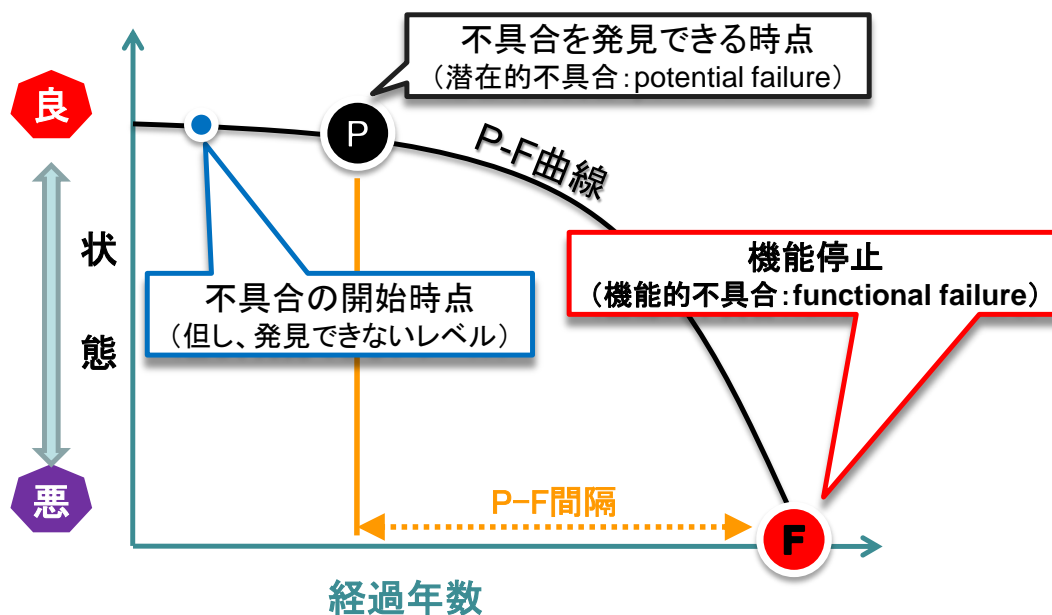 不具合を発見できる時点
（潜在的不具合：potential failure）
良
P
P-F曲線
状
態
機能停止
（機能的不具合：functional failure）
不具合の開始時点
（但し、発見できないレベル）
悪
P−F間隔
F
経過年数